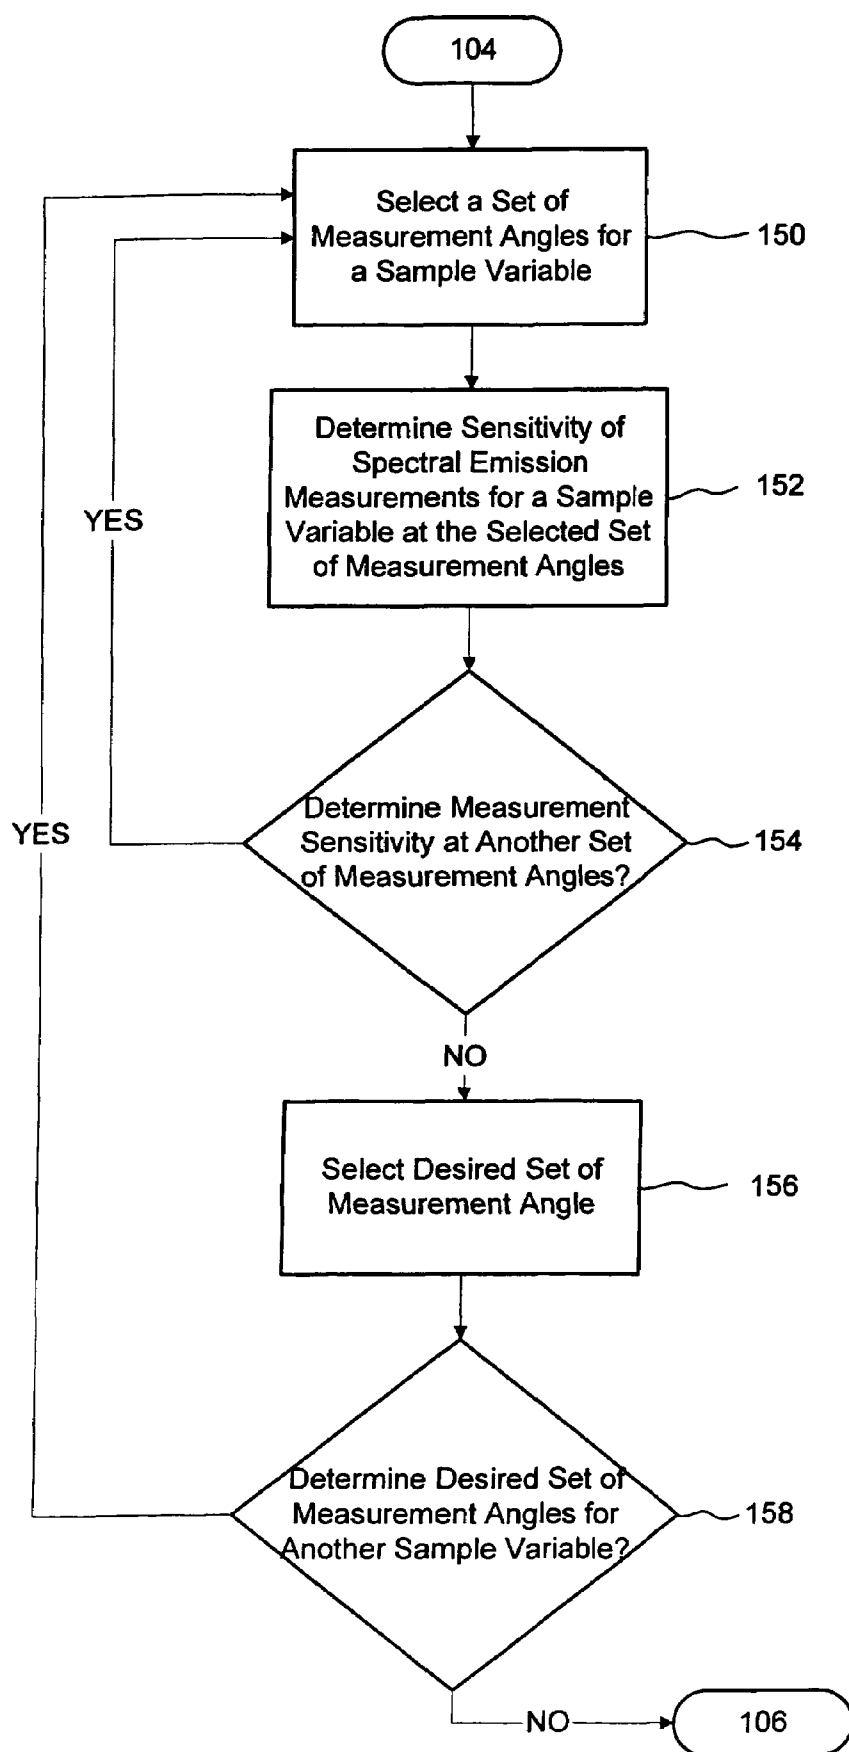 104
Select a Set of
Measurement Angles for
a Sample Variable
150
Determine Sensitivity of
Spectral Emission
Measurements for a Sample
Variable at the Selected Set
of Measurement Angles
152
YES
Determine Measurement
Sensitivity at Another Set
of Measurement Angles?
154
YES
NO
Select Desired Set of
Measurement Angle
156
Determine Desired Set of
Measurement Angles for
Another Sample Variable?
158
NO
106